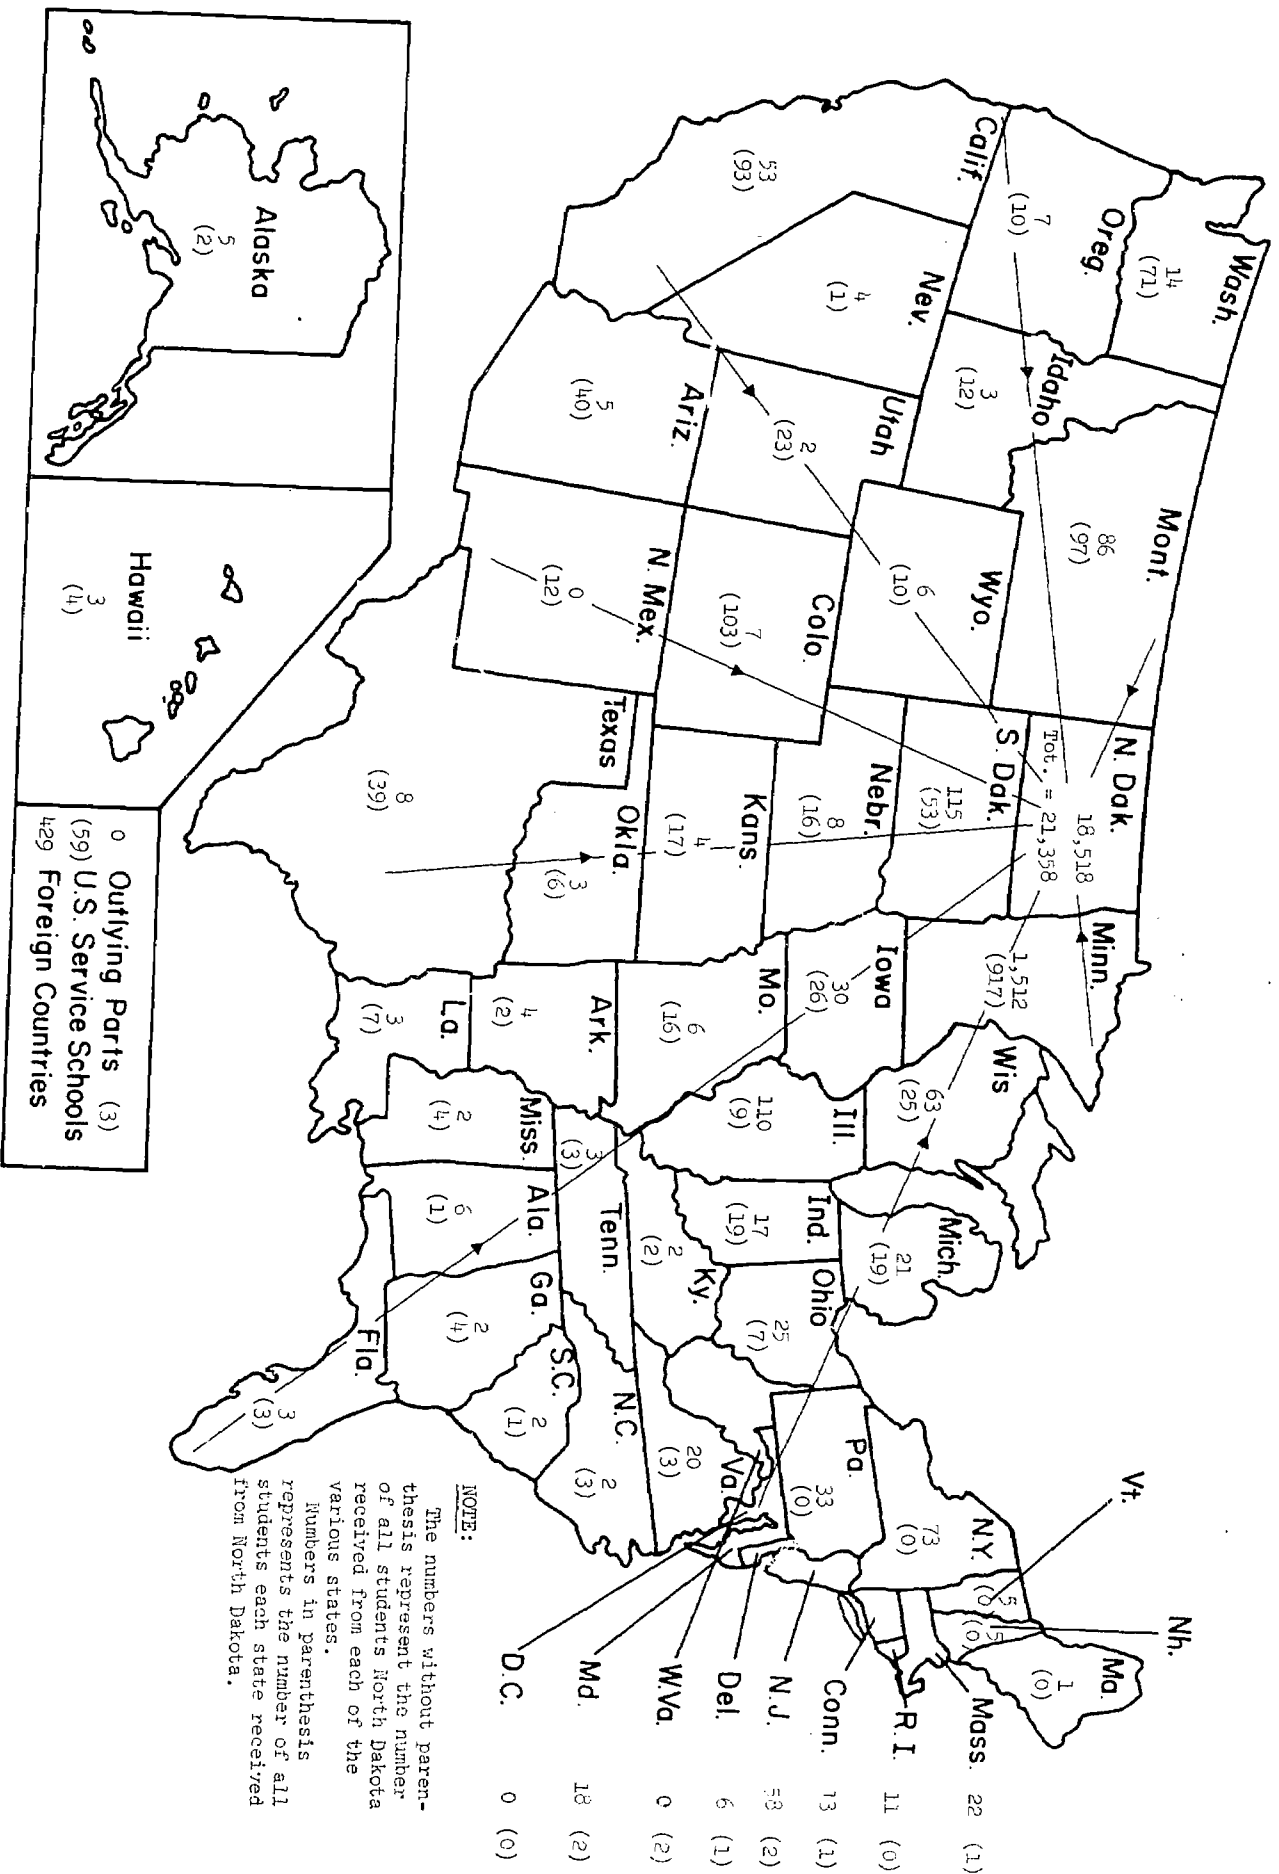 Wash.
14
(71)
Oreg.
7
(10)
Calif.
53
(93)
Nev.
4
(1)
Idaho
3
(12)
Mont.
86
(97)
Utah
2
(23)
Ariz.
5
(40)
Wyo.
6
(10)
Colo.
7
(103)
N. Mex.
0
(12)
N. Dak.
18,518
Tot. = 21,358
S. Dak.
115
(53)
Nebr.
8
(16)
Kans.
4
(17)
Okla.
3
(6)
Texas
8
(39)
Minn.
1,512
(917)
Iowa
30
(26)
Mo.
6
(16)
Ark.
4
(2)
La.
3
(7)
Wis
63
(25)
Ill.
110
(9)
Mich.
21
(19)
Ind.
17
(19)
Ohio
25
(7)
Ky.
2
(2)
Tenn.
3
(3)
Miss.
2
(4)
Ala.
6
(1)
Ga.
2
(4)
Fla.
3
(3)
S.C.
2
(1)
N.C.
2
(3)
Va.
20
(3)
Pa.
33
(0)
N.Y.
73
(0)
Vt.
5
(0
Nh.
5
(0)
Ma.
1
(0)
Mass. 22 (1)
R.I. 11 (0)
Conn. 13 (1)
N.J. (2)
Del. 6 (1)
W.Va. 0 (2)
Md. 18 (2)
D.C. 0 (0)
Alaska
5
(2)
Hawaii
3
(4)
0 Outlying Parts (3)
(59) U.S. Service Schools
429 Foreign Countries
NOTE:
The numbers without paren-
thesis represent the number
of all students North Dakota
received from each of the
various states.
Numbers in parenthesis
represents the number of all
students each state received
from North Dakota.